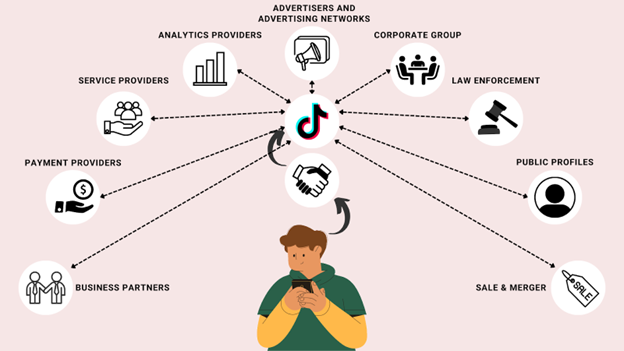 ADVERTISERS AND
ADVERTISING NETWORKS
ANALYTICS PROVIDERS
CORPORATE GROUP
SERVICE PROVIDERS
LAW ENFORCEMENT
PAYMENT PROVIDERS
PUBLIC PROFILES
BUSINESS PARTNERS
SALE & MERGER
SALE